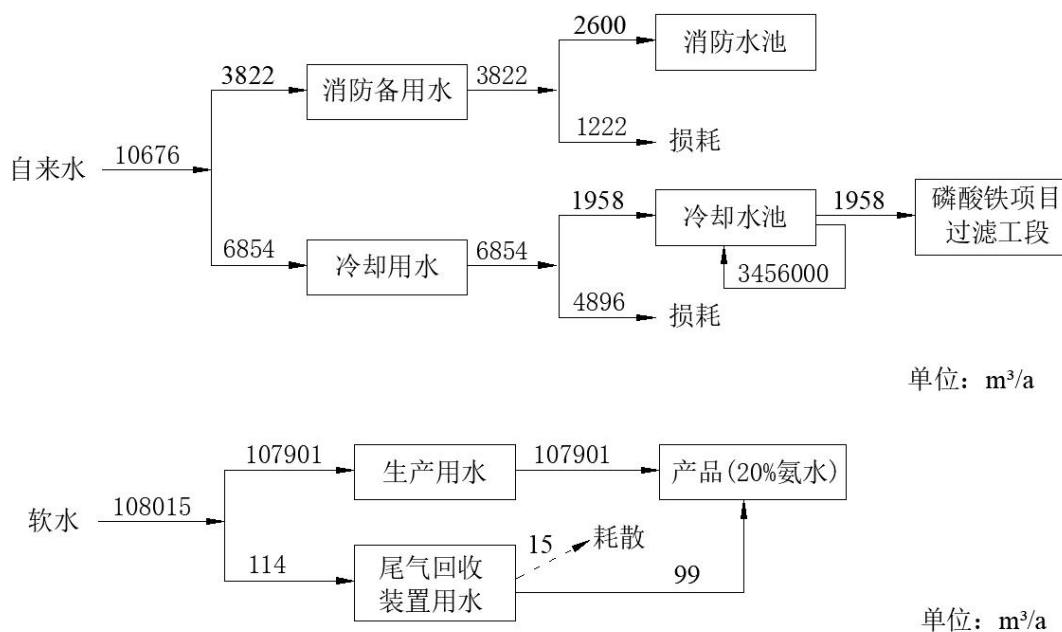 2600
消防水池
3822
消防备用水
3822
1222
损耗
自来水
10676
1958
冷却水池
1958
磷酸铁项目
过滤工段
6854
冷却用水
6854
3456000
4896
损耗
单位：m³/a
107901
生产用水
107901
产品(20%氨水)
软水
108015
15
耗散
114
尾气回收
装置用水
99
单位：m³/a